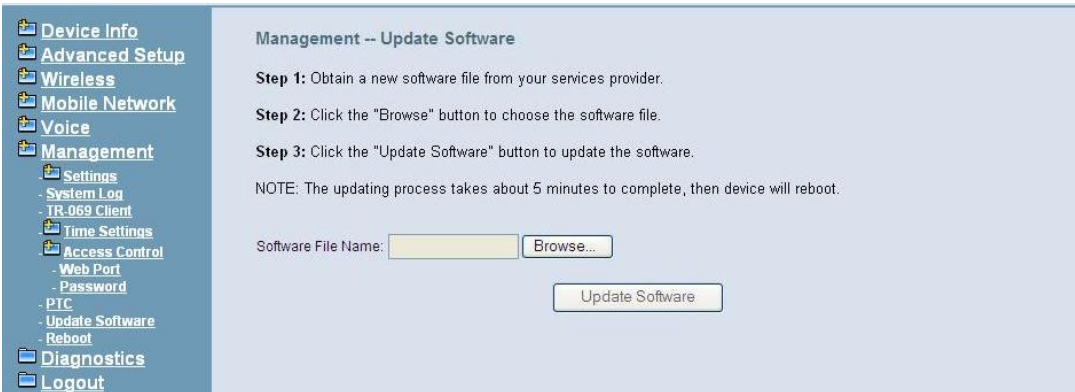 Device Info
Advanced Setup
Wireless
Mobile Network
Voice
Management
Settings
- System Log
- TR-069 Client
Time Settings
Access Control
- Web Port
- Password
- PTC
- Update Software
- Reboot
Diagnostics
Logout
Management -- Update Software
Step 1: Obtain a new software file from your services provider.
Step 2: Click the "Browse" button to choose the software file.
Step 3: Click the "Update Software" button to update the software.
NOTE: The updating process takes about 5 minutes to complete, then device will reboot.
Software File Name: Browse...
Update Software